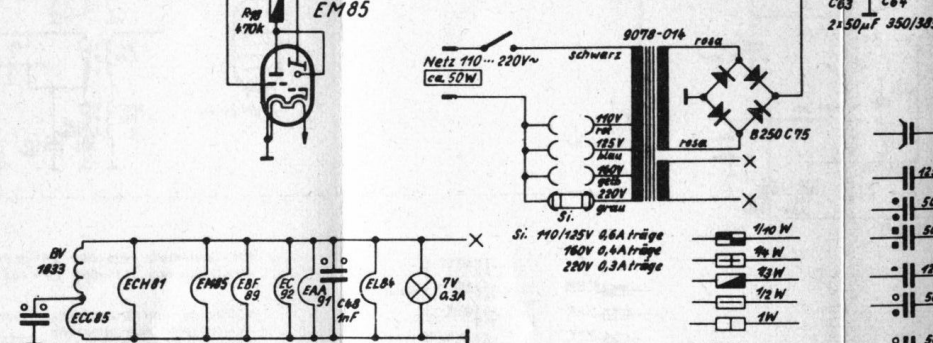 R18
470k
EM85
Netz 110...220V~
ca. 50W
schwarz
9078-014
rosa
C63
C64
2x50µF 350/385
B250C75
110V
rot
125V
blau
160V
gelb
220V
grau
rosa
Si.
Si. 110/125V 0,6A träge
160V 0,4A träge
220V 0,3A träge
1/10 W
1/4 W
1/3 W
1/2 W
1W
BV
1833
ECC85
ECH81
EM85
EBF
89
EC
92
EAA
91
C48
1nF
EL84
7V
0,3A